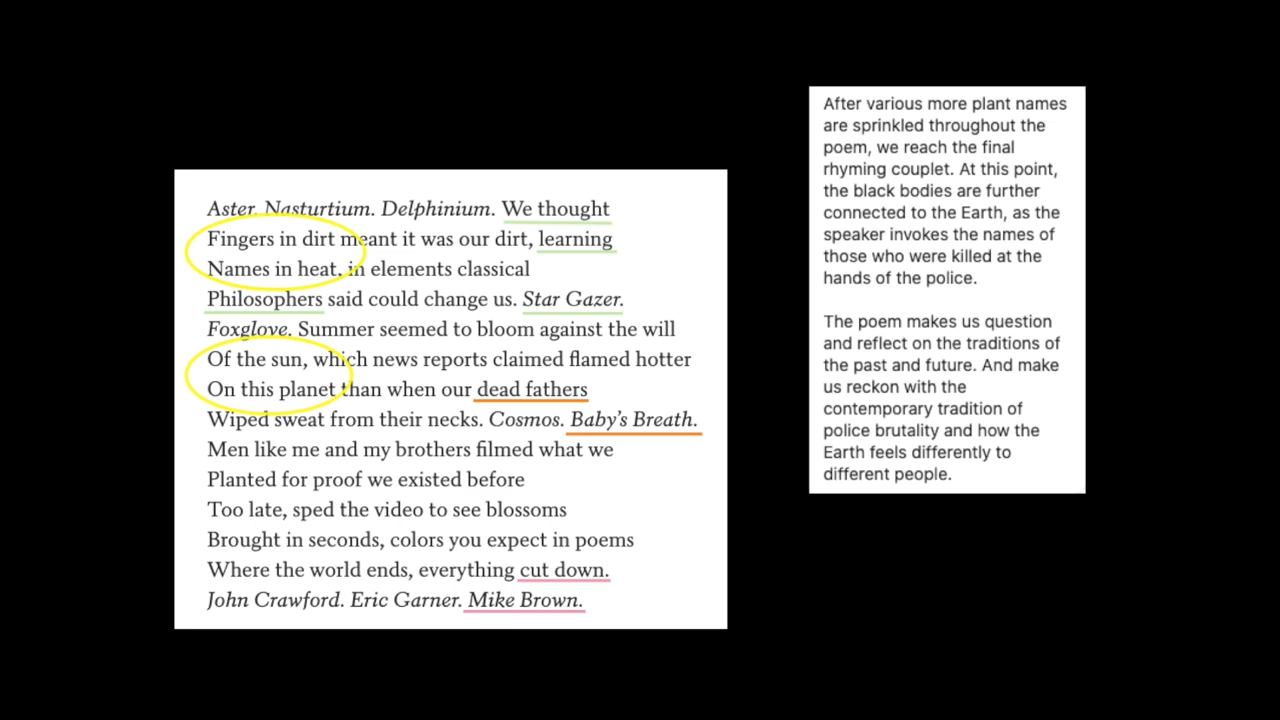 Aster. Nasturtium. Delphinium. We thought
Fingers in dirt meant it was our dirt, learning
Names in heat, in elements classical
Philosophers said could change us. Star Gazer.
Foxglove. Summer seemed to bloom against the will
Of the sun, which news reports claimed flamed hotter
On this planet than when our dead fathers
Wiped sweat from their necks. Cosmos. Baby’s Breath.
Men like me and my brothers filmed what we
Planted for proof we existed before
Too late, sped the video to see blossoms
Brought in seconds, colors you expect in poems
Where the world ends, everything cut down.
John Crawford. Eric Garner. Mike Brown.
After various more plant names
are sprinkled throughout the
poem, we reach the final
rhyming couplet. At this point,
the black bodies are further
connected to the Earth, as the
speaker invokes the names of
those who were killed at the
hands of the police.
The poem makes us question
and reflect on the traditions of
the past and future. And make
us reckon with the
contemporary tradition of
police brutality and how the
Earth feels differently to
different people.